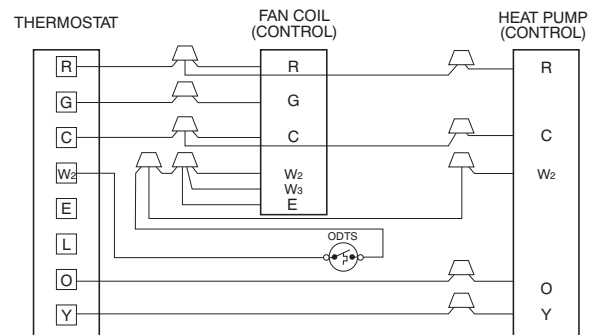 THERMOSTAT
FAN COIL
(CONTROL)
HEAT PUMP
(CONTROL)
R
R
R
G
G
C
C
C
W2
W2
W2
W3
E
E
L
ODTS
O
O
Y
Y